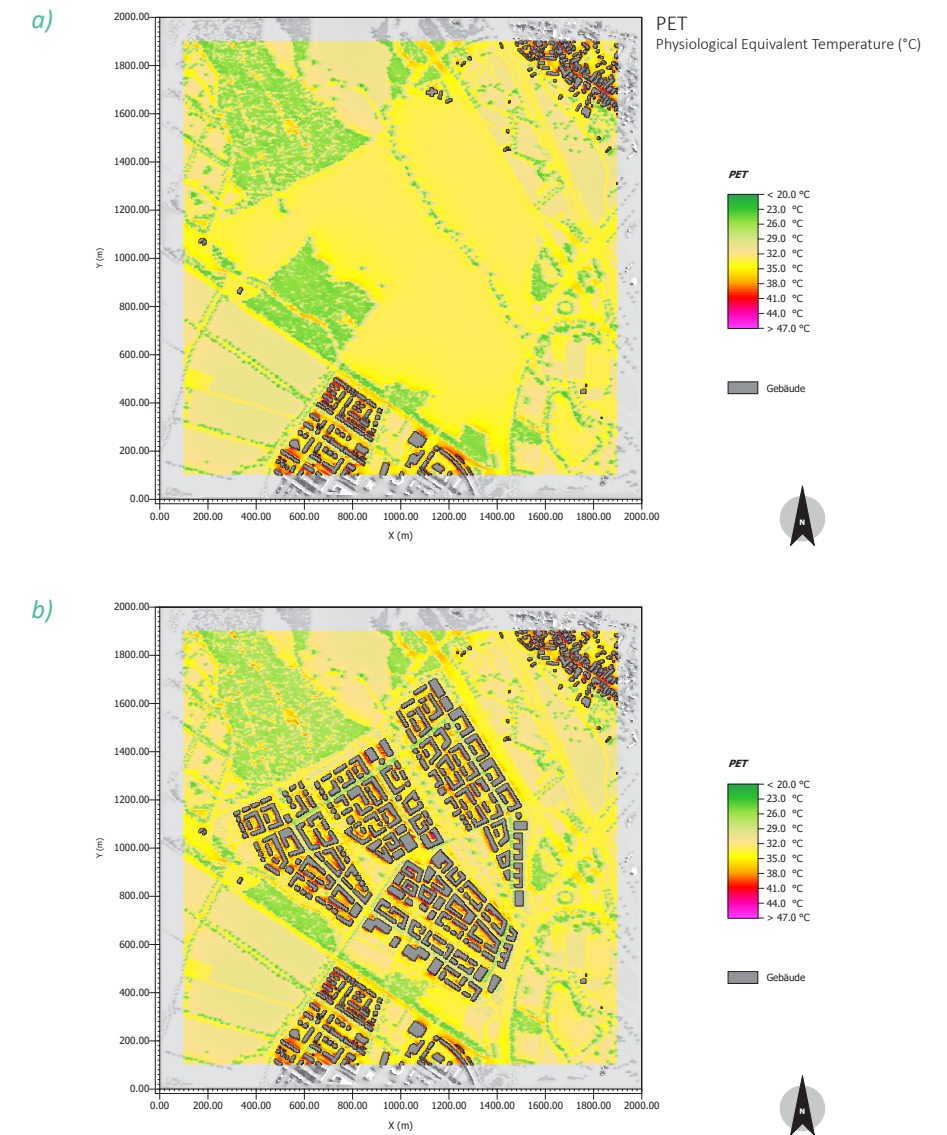 a)
PET
Physiological Equivalent Temperature (°C)
2000.00
1800.00
1600.00
1400.00
1200.00
1000.00
800.00
600.00
400.00
200.00
0.00
Y (m)
0.00 200.00 400.00 600.00 800.00 1000.00 1200.00 1400.00 1600.00 1800.00 2000.00
X (m)
PET
< 20.0 °C
23.0 °C
26.0 °C
29.0 °C
32.0 °C
35.0 °C
38.0 °C
41.0 °C
44.0 °C
> 47.0 °C
Gebäude
N
b)
2000.00
1800.00
1600.00
1400.00
1200.00
1000.00
800.00
600.00
400.00
200.00
0.00
Y (m)
0.00 200.00 400.00 600.00 800.00 1000.00 1200.00 1400.00 1600.00 1800.00 2000.00
X (m)
PET
< 20.0 °C
23.0 °C
26.0 °C
29.0 °C
32.0 °C
35.0 °C
38.0 °C
41.0 °C
44.0 °C
> 47.0 °C
Gebäude
N